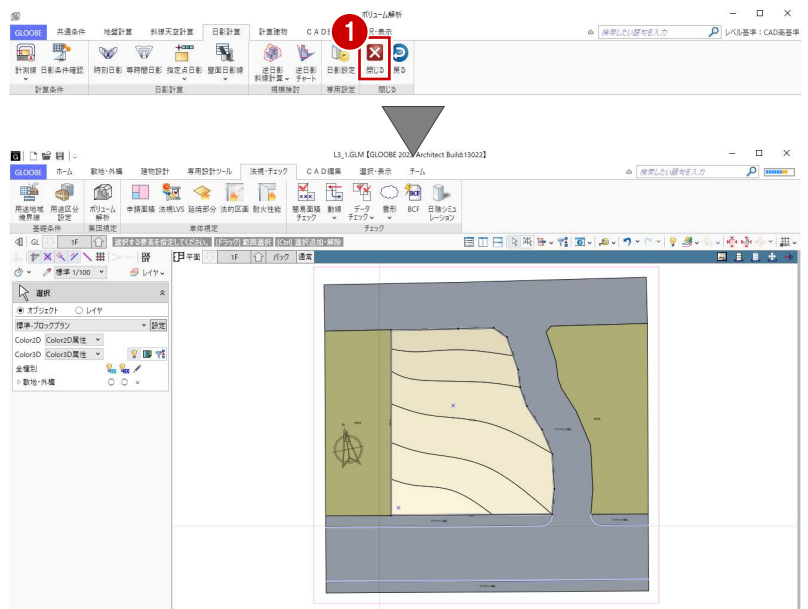 ボリューム解析
GLOOBE 共通条件 地盤計算 斜線天空計算 日影計算 計算建物
1
検索したい語句を入力
レベル基準：CAD高基準
計測線 日影条件確認 時刻日影 等時間日影 指定点日影 壁面日影線 逆日影斜線計算 逆日影チャート 日影設定 閉じる 戻る
計算条件 日影計算 規模検討 専用設定 閉じる
L3_1.GLM【GLOOBE 2023 Architect Build:13022】
GLOOBE ホーム 敷地・外構 建物設計 専用設計ツール 法規・チェック CAD編集 選択・表示 チーム
検索したい語句を入力
用途地域境界線 用途区分設定 ボリューム解析 申請面積 法規LVS 延焼部分 法的区画 耐火性能 簡易面積チェック 動線 データチェック 雲形 BCF 日陰シミュレーション
基礎条件 集団規定 単体規定 チェック
GL 1F 選択する要素を指定してください。 [ドラッグ] 範囲選択 [Ctrl] 選択追加・解除
平面 1F バック 通常
標準 1/100 レイヤ
選択
オブジェクト レイヤ
標準-ブロックプラン 設定
Color2D Color2D属性
Color3D Color3D属性
全種別
敷地・外構